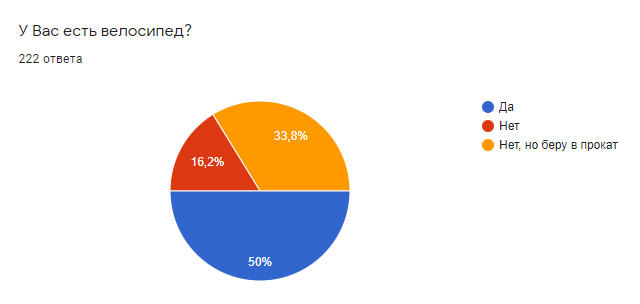 У Вас есть велосипед?
222 ответа
Да
Нет
Нет, но беру в прокат
33,8%
16,2%
50%